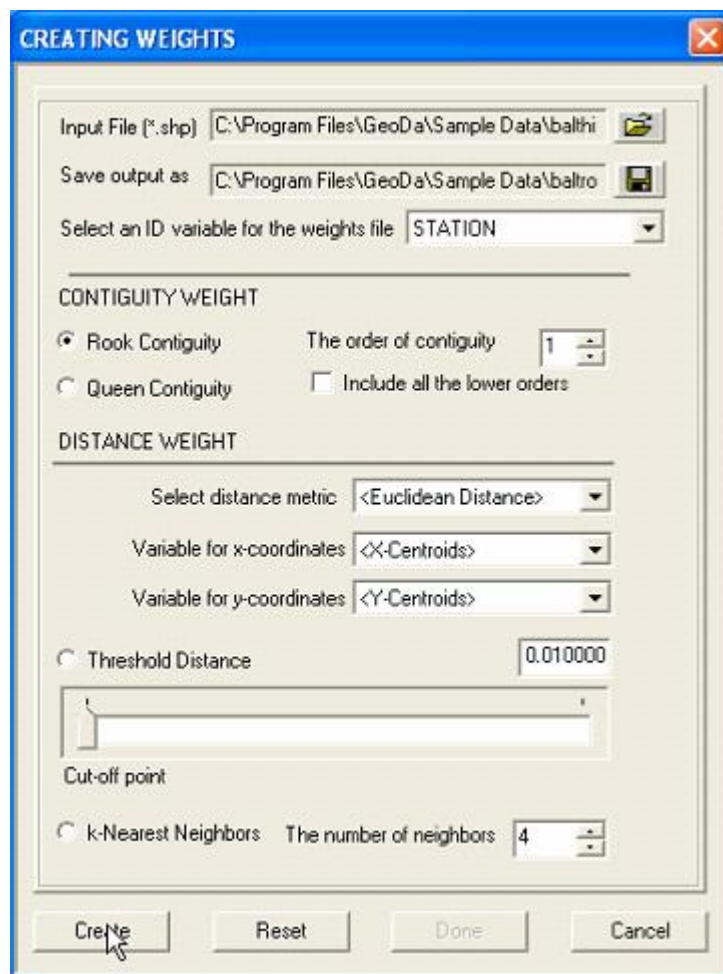 CREATING WEIGHTS
Input File (*.shp) C:\Program Files\GeoDa\Sample Data\balthi
Save output as C:\Program Files\GeoDa\Sample Data\baltro
Select an ID variable for the weights file STATION
CONTIGUITY WEIGHT
Rook Contiguity The order of contiguity 1
Queen Contiguity Include all the lower orders
DISTANCE WEIGHT
Select distance metric <Euclidean Distance>
Variable for x-coordinates <X-Centroids>
Variable for y-coordinates <Y-Centroids>
Threshold Distance 0.010000
Cut-off point
k-Nearest Neighbors The number of neighbors 4
Create Reset Done Cancel